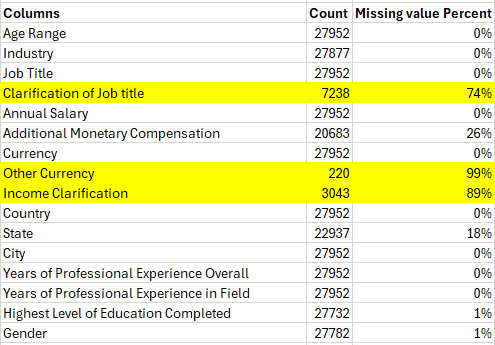 Columns Count Missing value Percent
Age Range 27952 0%
Industry 27877 0%
Job Title 27952 0%
Clarification of Job title 7238 74%
Annual Salary 27952 0%
Additional Monetary Compensation 20683 26%
Currency 27952 0%
Other Currency 220 99%
Income Clarification 3043 89%
Country 27952 0%
State 22937 18%
City 27952 0%
Years of Professional Experience Overall 27952 0%
Years of Professional Experience in Field 27952 0%
Highest Level of Education Completed 27732 1%
Gender 27782 1%